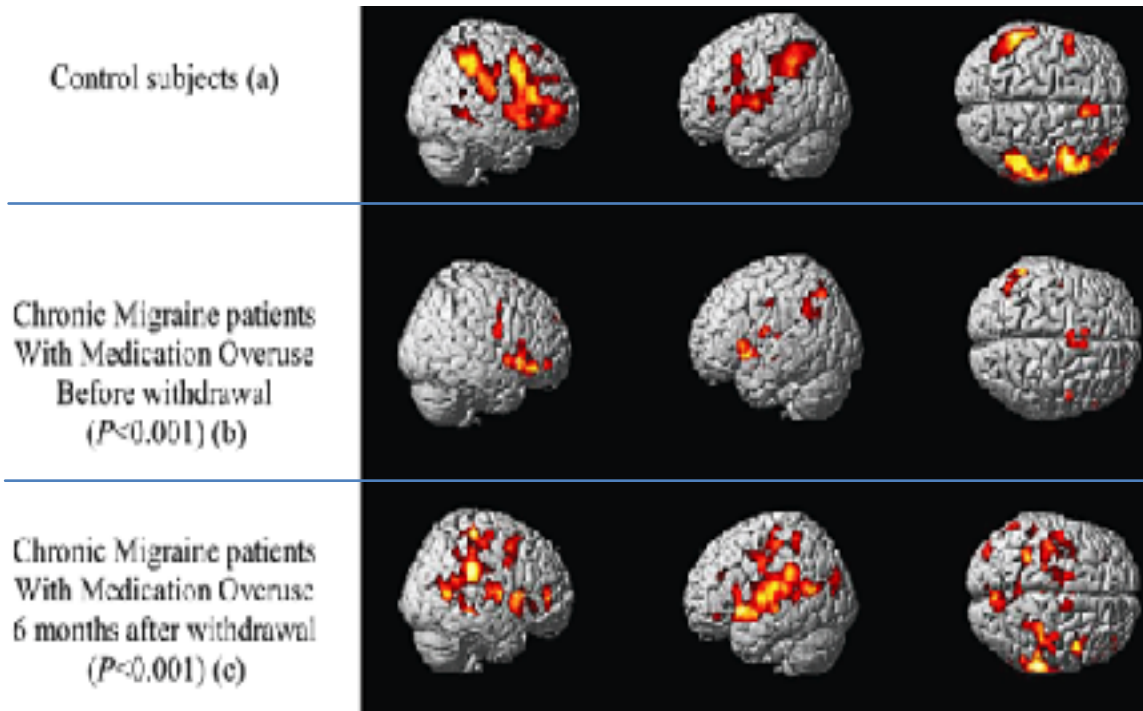 Control subjects (a)
Chronic Migraine patients
With Medication Overuse
Before withdrawal
(P<0.001) (b)
Chronic Migraine patients
With Medication Overuse
6 months after withdrawal
(P<0.001) (c)